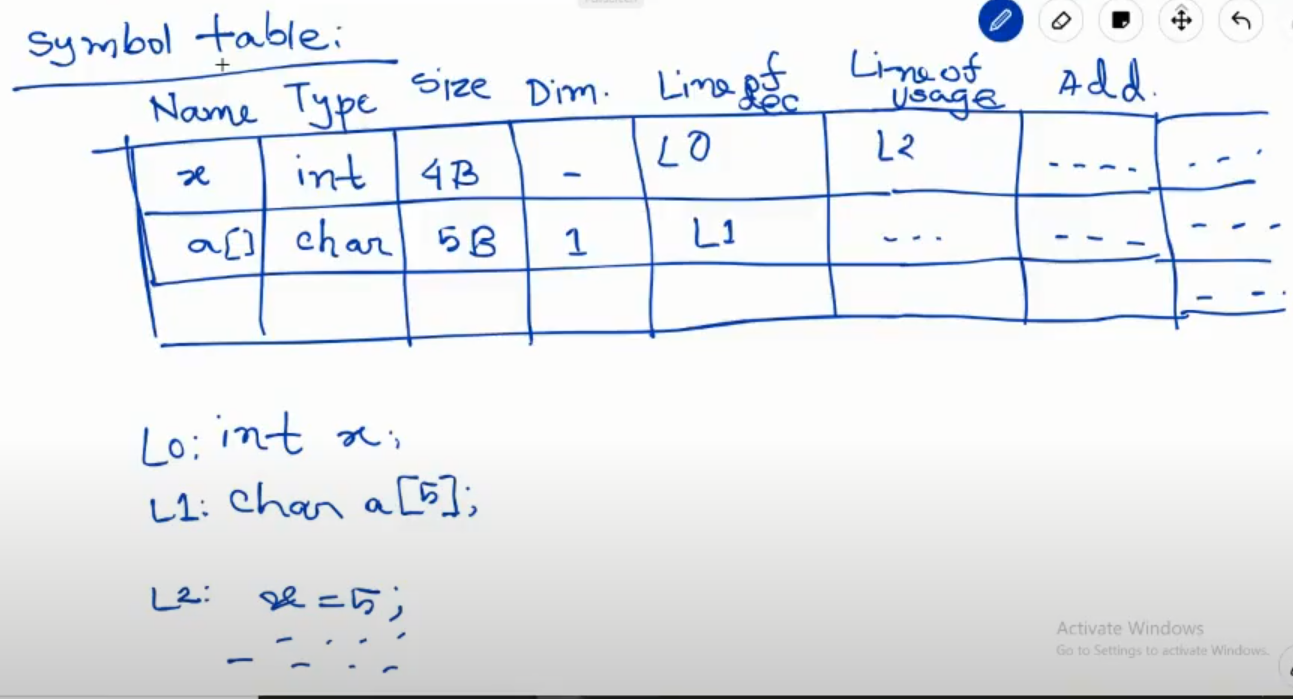 Symbol table:
Name Type Size Dim. Line of dec Line of usage Add.
x int 4B - L0 L2 ---- ---
a[] char 5B 1 L1 --- --- ---
L0: int x;
L1: char a[5];
L2: x = 5;
Activate Windows
Go to Settings to activate Windows.